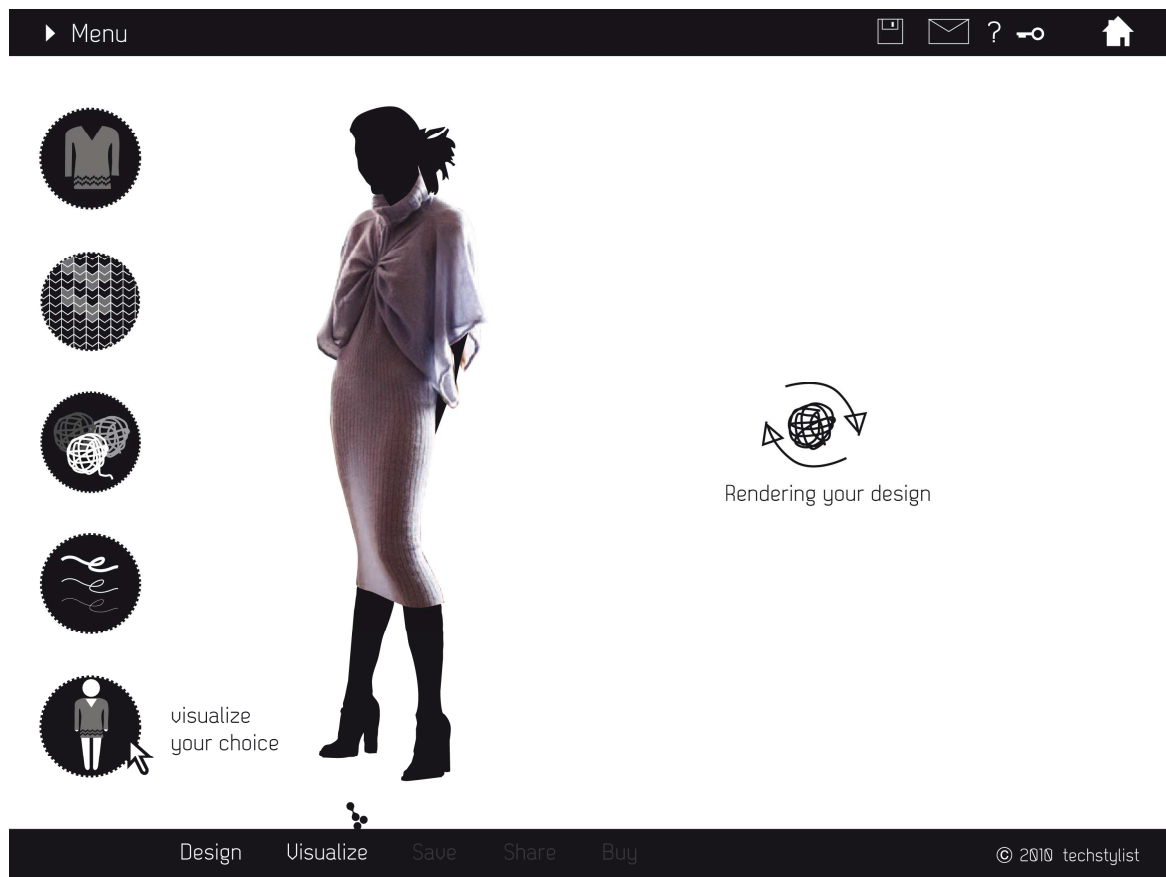 Menu
?
Rendering your design
visualize
your choice
Design Visualize Save Share Buy
© 2010 techstylist